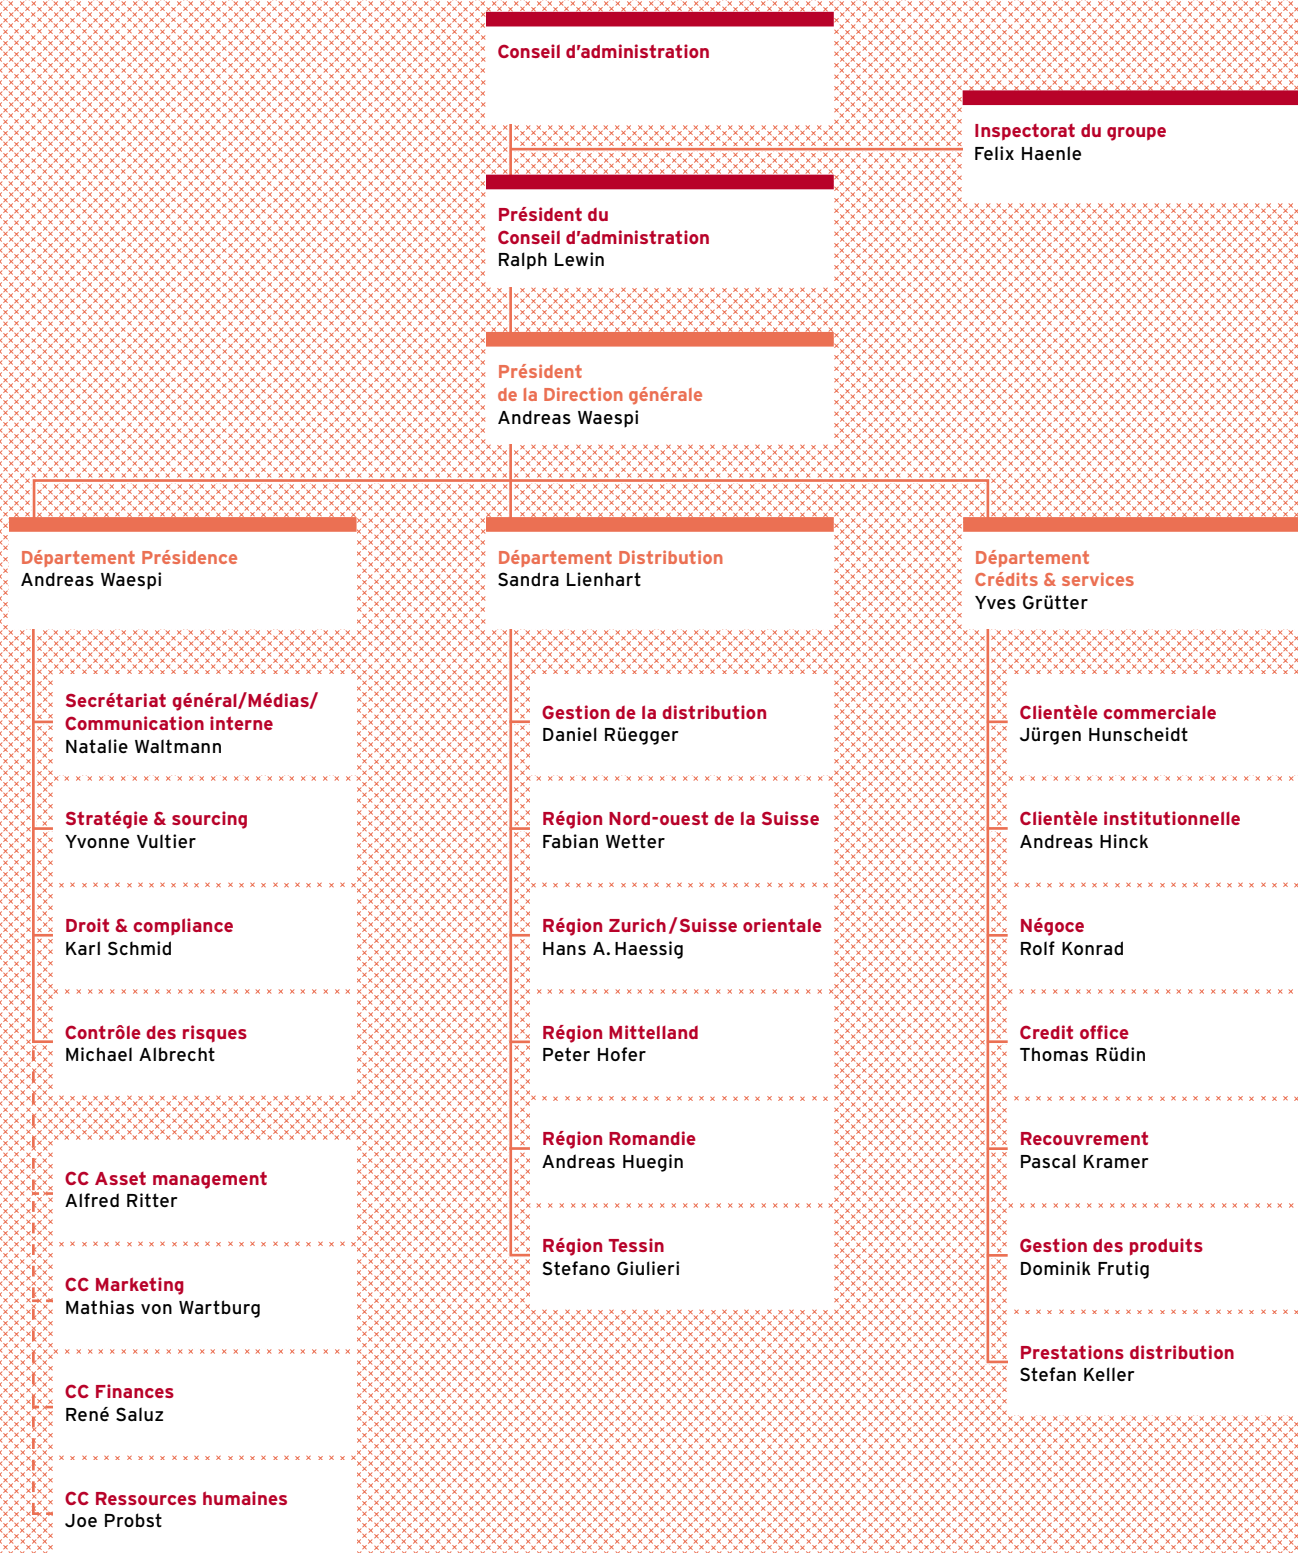 Conseil d'administration
Inspectorat du groupe
Felix Haenle
Président du
Conseil d'administration
Ralph Lewin
Président
de la Direction générale
Andreas Waespi
Département Présidence
Andreas Waespi
Secrétariat général/Médias/
Communication interne
Natalie Waltmann
Stratégie & sourcing
Yvonne Vultier
Droit & compliance
Karl Schmid
Contrôle des risques
Michael Albrecht
CC Asset management
Alfred Ritter
CC Marketing
Mathias von Wartburg
CC Finances
René Saluz
CC Ressources humaines
Joe Probst
Département Distribution
Sandra Lienhart
Gestion de la distribution
Daniel Rüegger
Région Nord-ouest de la Suisse
Fabian Wetter
Région Zurich/Suisse orientale
Hans A. Haessig
Région Mittelland
Peter Hofer
Région Romandie
Andreas Huegin
Région Tessin
Stefano Giulieri
Département
Crédits & services
Yves Grütter
Clientèle commerciale
Jürgen Hunscheidt
Clientèle institutionnelle
Andreas Hinck
Négoce
Rolf Konrad
Credit office
Thomas Rüdin
Recouvrement
Pascal Kramer
Gestion des produits
Dominik Frutig
Prestations distribution
Stefan Keller